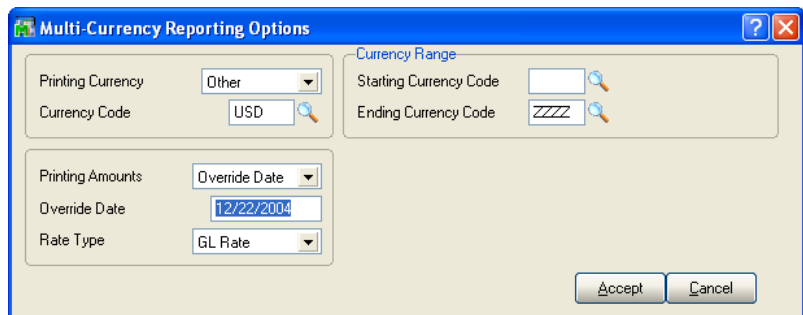 Multi-Currency Reporting Options
Printing Currency Other
Currency Code USD
Currency Range
Starting Currency Code
Ending Currency Code ZZZZ
Printing Amounts Override Date
Override Date 12/22/2004
Rate Type GL Rate
Accept Cancel